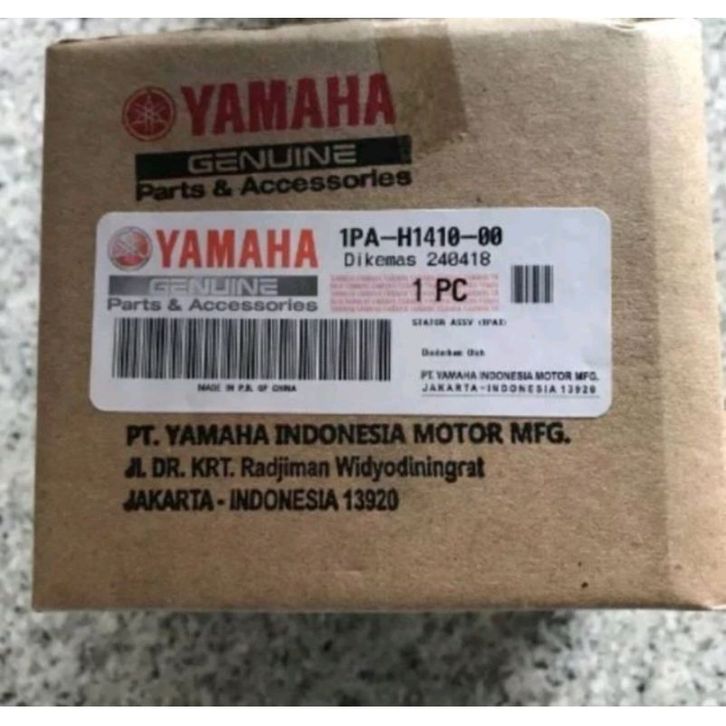 YAMAHA
GENUINE
Parts & Accessories
YAMAHA
GENUINE
Parts & Accessories
MADE IN P.R. OF CHINA
1PA-H1410-00
Dikemas 240418
1 PC
STATOR ASSY (1PA1)
Diedarkan Oleh
PT. YAMAHA INDONESIA MOTOR MFG.
JAKARTA-INDONESIA 13920
PT. YAMAHA INDONESIA MOTOR MFG.
JL DR. KRT. Radjiman Widyodiningrat
JAKARTA - INDONESIA 13920